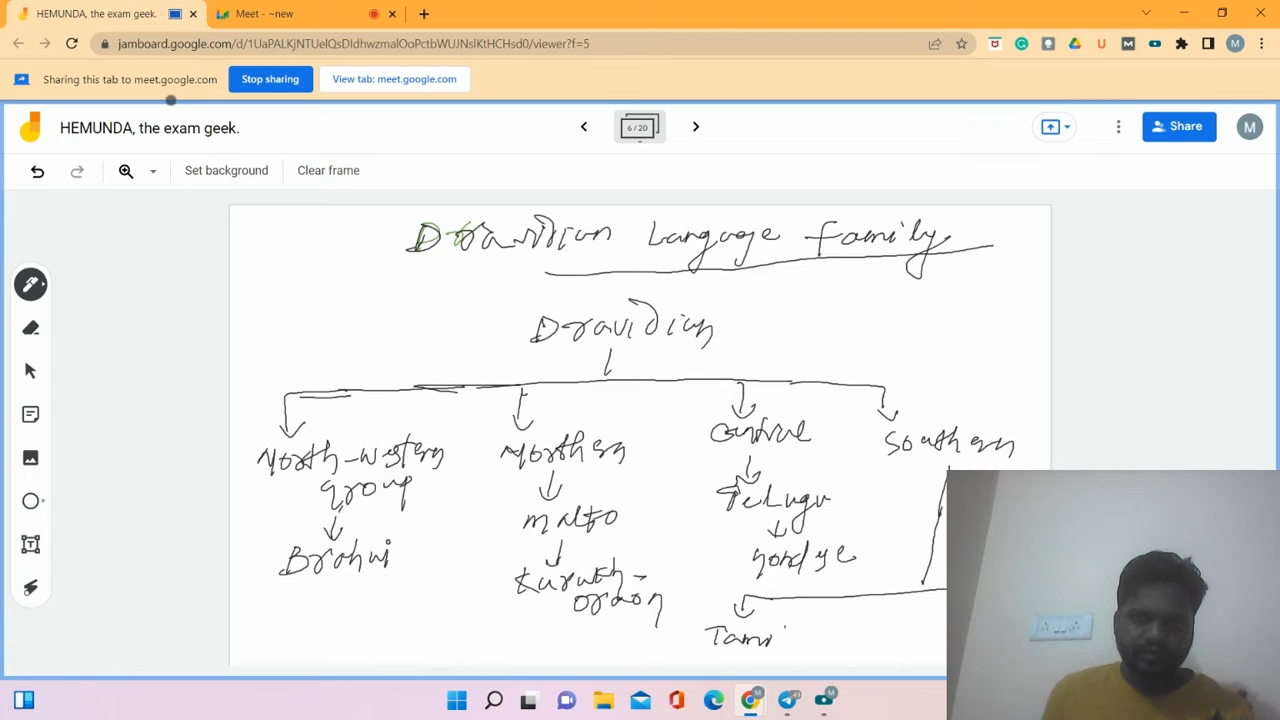 HEMUNDA, the exam geek.
Meet - ~new
jamboard.google.com/d/1UaPALKjNTUelQsDIdhwzmalOoPctbWUJNslKtHCHsd0/viewer?f=5
Sharing this tab to meet.google.com
Stop sharing
View tab: meet.google.com
HEMUNDA, the exam geek.
6 / 20
Share
M
Set background
Clear frame
Dravidian Langage family
Dravidian
North-western
group
Brahui
Northern
malto
Kurukh-
oraon
Central
Telugu
gondye
Southern
Tami